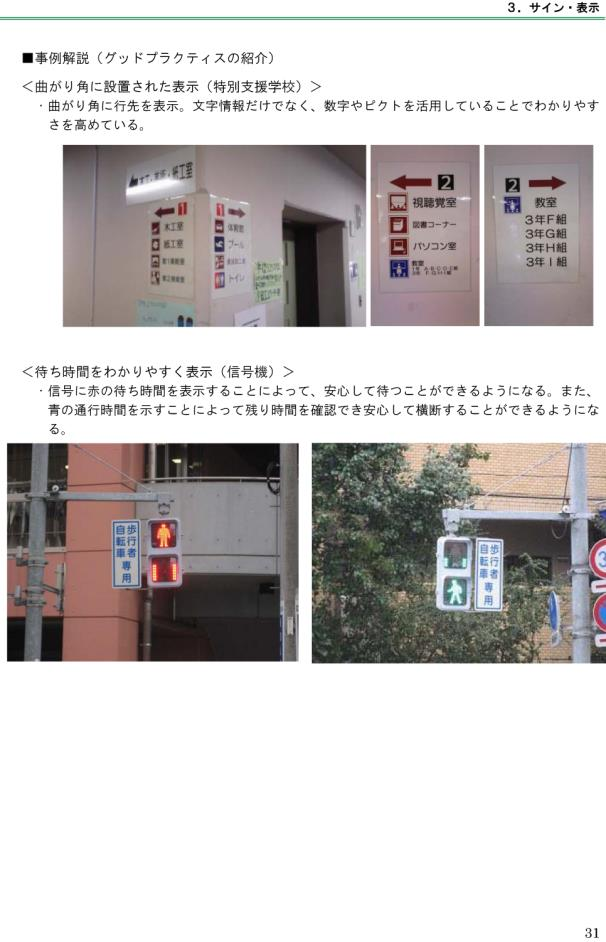 ３．サイン・表示
■事例解説（グッドプラクティスの紹介）
＜曲がり角に設置された表示（特別支援学校）＞
・曲がり角に行先を表示。文字情報だけでなく、数字やピクトを活用していることでわかりやす
さを高めている。
1
木工室
紙工室
1
体育館
プール
トイレ
2
視聴覚室
図書コーナー
パソコン室
教室
2
教室
3年F組
3年G組
3年H組
3年I組
＜待ち時間をわかりやすく表示（信号機）＞
・信号に赤の待ち時間を表示することによって、安心して待つことができるようになる。また、
青の通行時間を示すことによって残り時間を確認でき安心して横断することができるようにな
る。
歩行者
自転車
専用
歩行者
自転車
専用
31